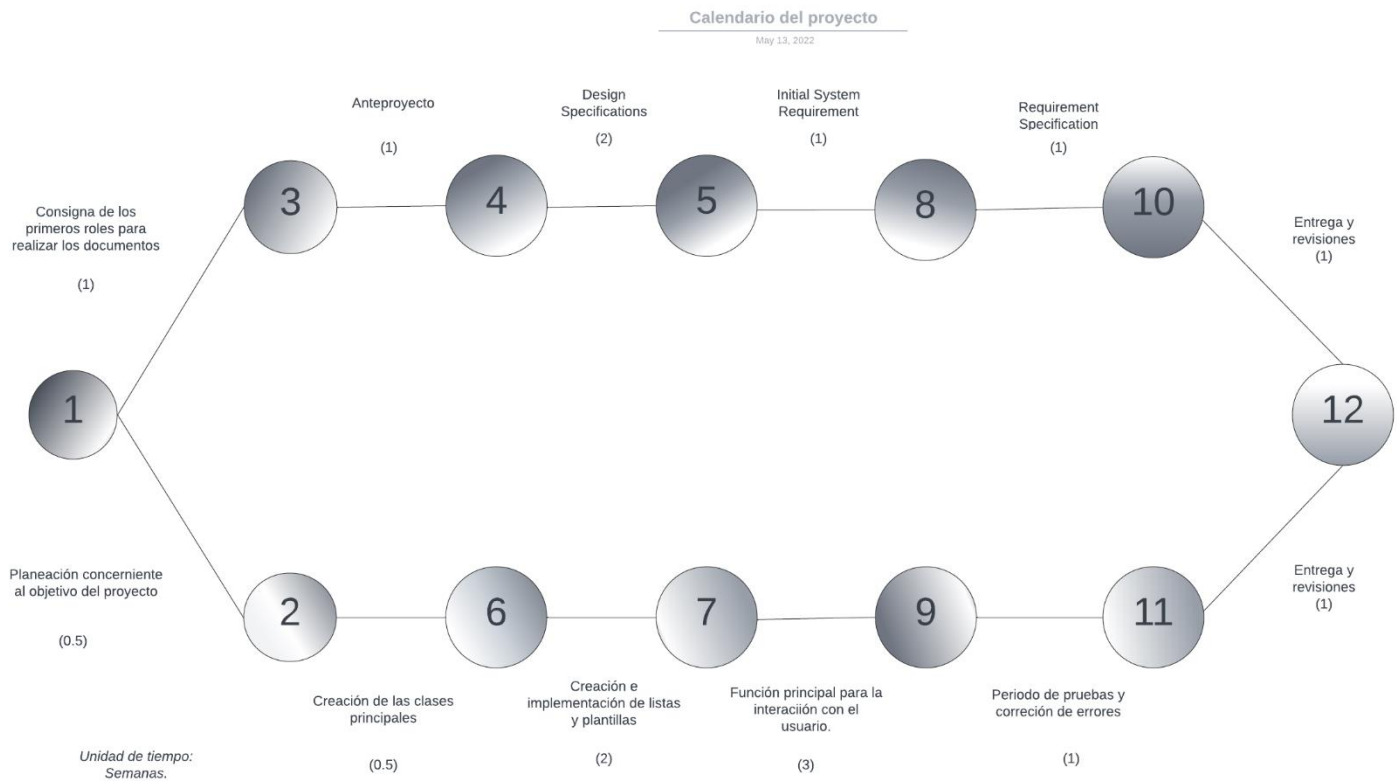 Calendario del proyecto
May 13, 2022
Anteproyecto
(1)
Design
Specifications
(2)
Initial System
Requirement
(1)
Requirement
Specification
(1)
Consigna de los
primeros roles para
realizar los documentos
(1)
3
4
5
8
10
Entrega y
revisiones
(1)
1
12
Planeación concerniente
al objetivo del proyecto
(0.5)
2
6
7
9
11
Entrega y
revisiones
(1)
Creación de las clases
principales
(0.5)
Creación e
implementación de listas
y plantillas
(2)
Función principal para la
interaciión con el
usuario.
(3)
Periodo de pruebas y
correción de errores
(1)
Unidad de tiempo:
Semanas.